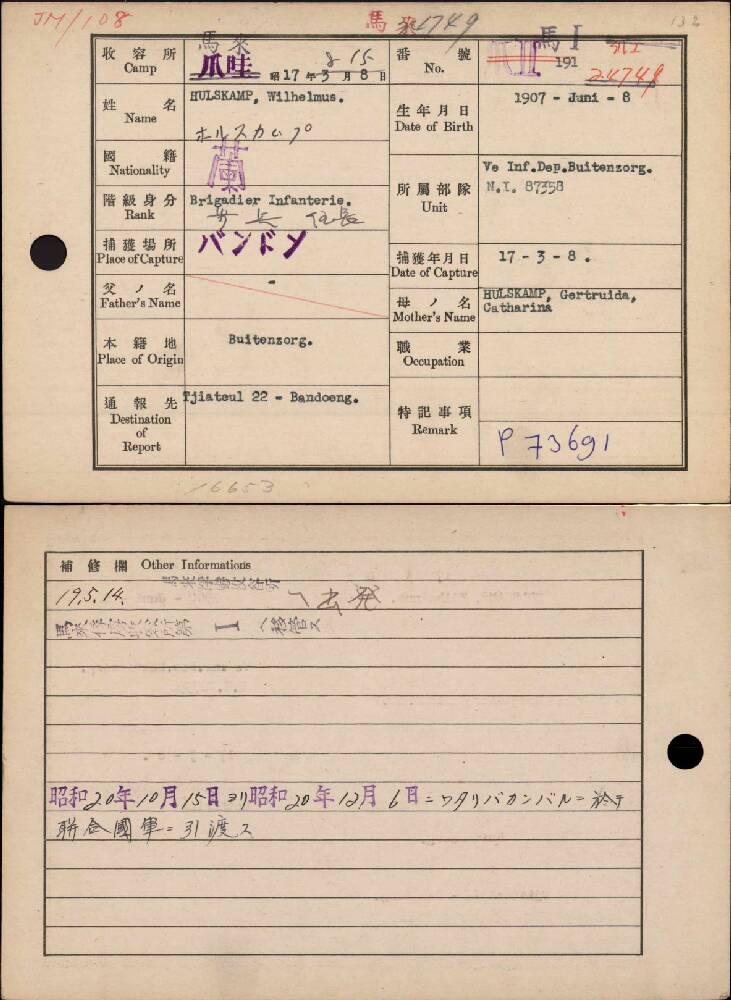 JM/108
馬来1749
132
収容所
Camp
馬来
爪哇
8 15
昭17年3月8日
番號
No.
馬I
191
24749
姓名
Name
HULSKAMP, Wilhelmus.
ホルスカムプ
生年月日
Date of Birth
1907 - Juni - 8
國籍
Nationality
蘭
階級身分
Rank
Brigadier Infanterie.
所屬部隊
Unit
Ve Inf.Dep.Buitenzorg.
N.I. 87358
捕獲場所
Place of Capture
バンドン
捕獲年月日
Date of Capture
17 - 3 - 8 .
父ノ名
Father's Name
-
母ノ名
Mother's Name
HULSKAMP, Gertruida,
Catharina
本籍地
Place of Origin
Buitenzorg.
職業
Occupation
通報先
Destination
of
Report
Tjiateul 22 - Bandoeng.
特記事項
Remark
P 73691
16653
補修欄 Other Informations
19.5.14. 出発
I へ移管ス
昭和20年10月15日ヨリ昭和20年12月6日ニワタリバカンバルニ於テ
聯合國軍ニ引渡ス